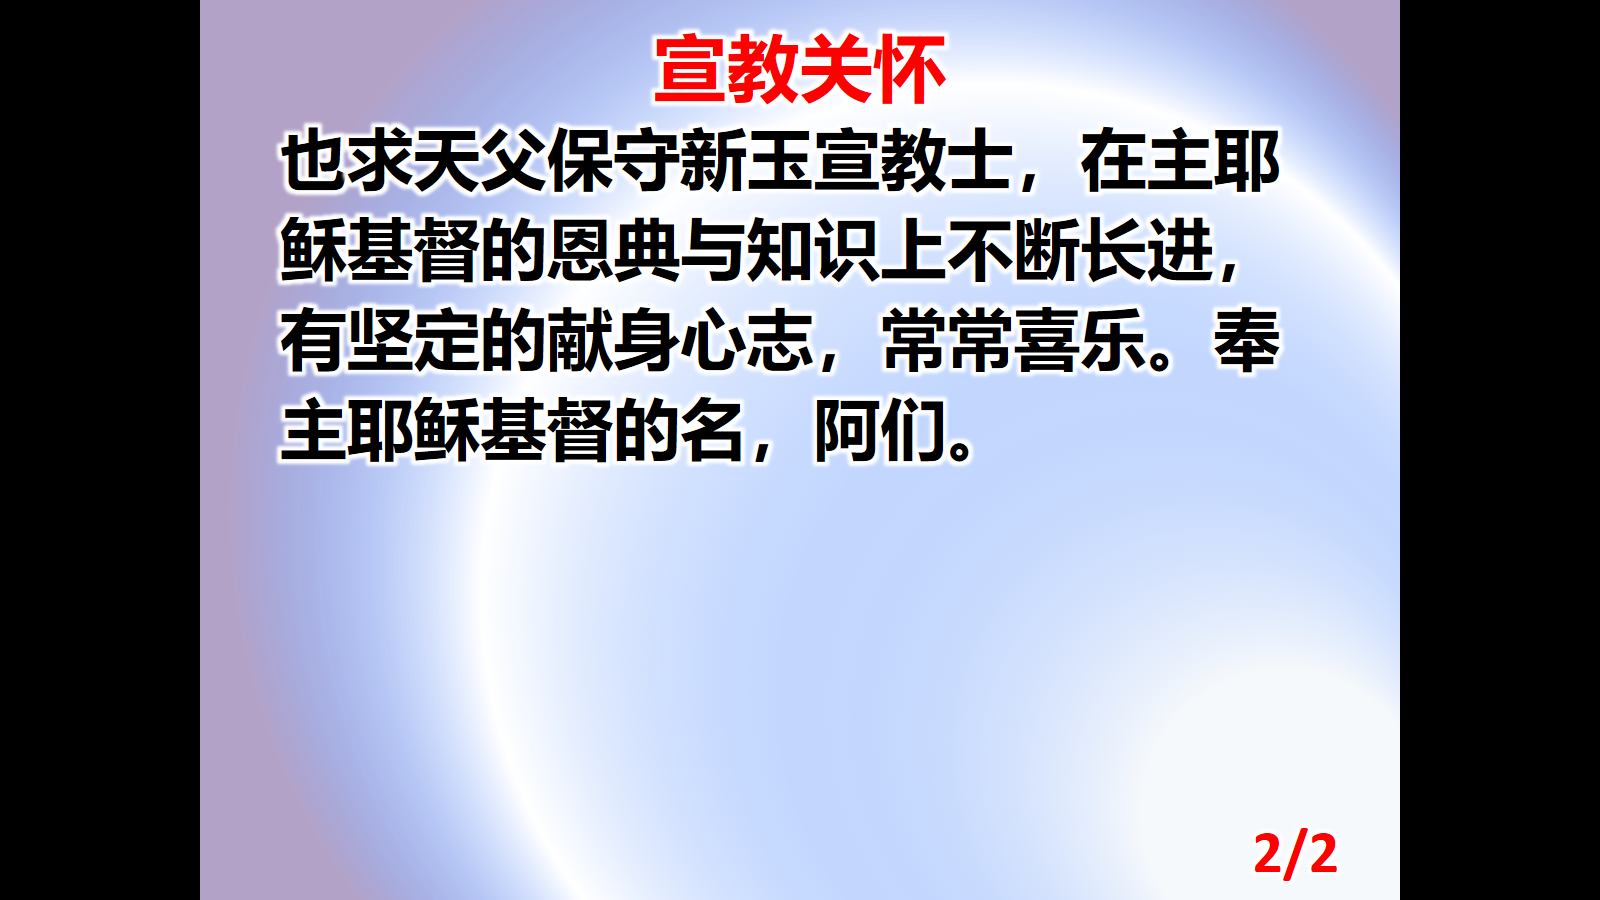 宣教关怀
也求天父保守新玉宣教士，在主耶
稣基督的恩典与知识上不断长进，
有坚定的献身心志，常常喜乐。奉
主耶稣基督的名，阿们。
2/2